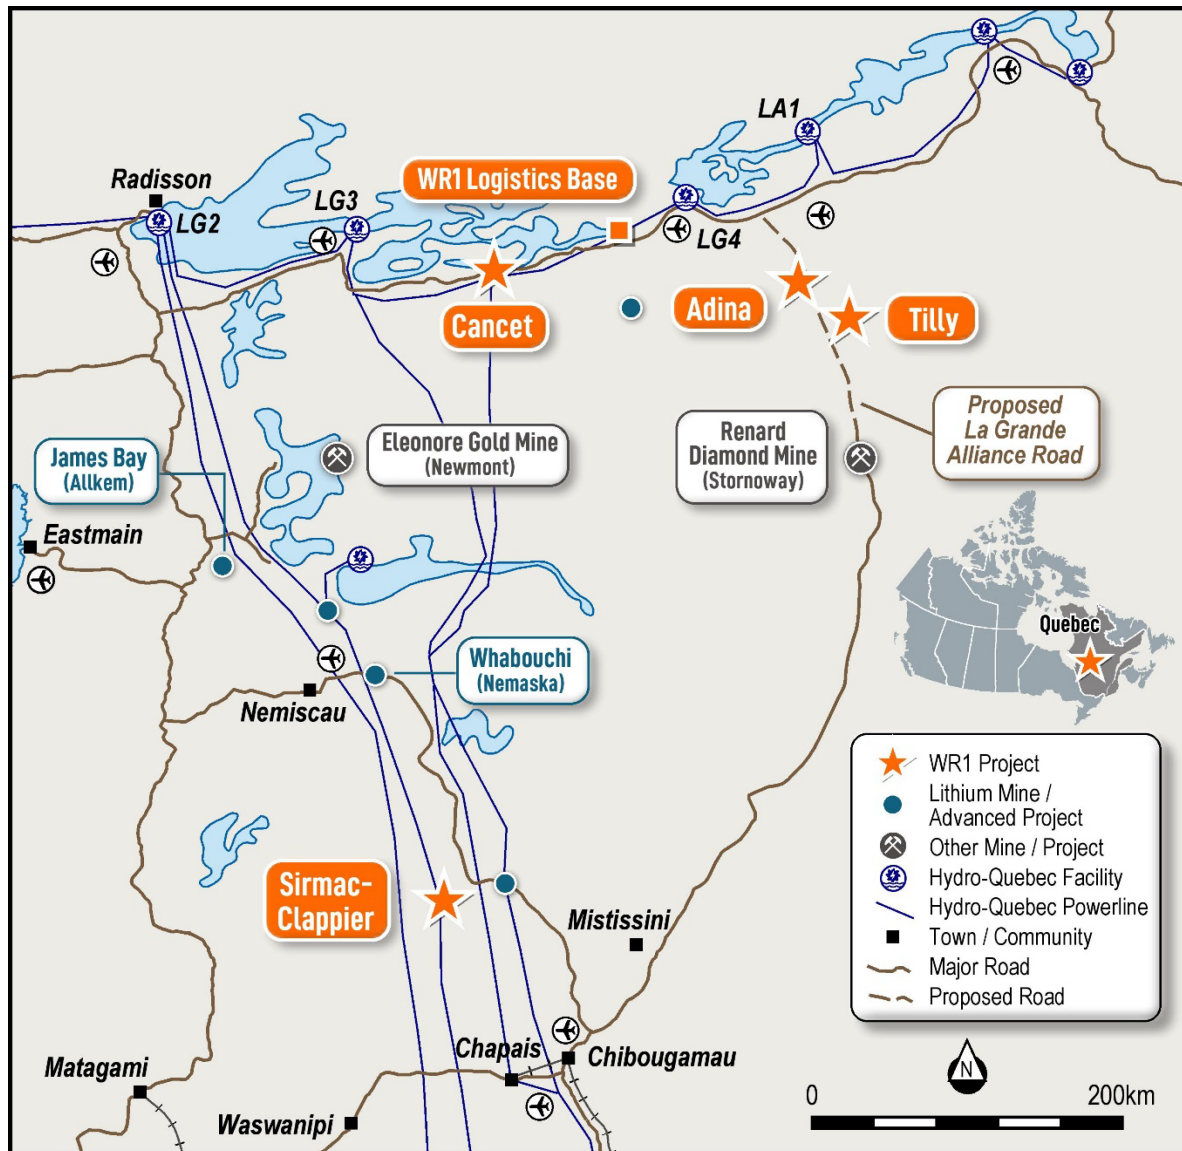 LA1
WR1 Logistics Base
Radisson
LG3
LG2
LG4
Cancet
Adina
Tilly
Proposed
La Grande
Alliance Road
Eleonore Gold Mine
(Newmont)
Renard
Diamond Mine
(Stornoway)
James Bay
(Allkem)
Eastmain
Quebec
Whabouchi
(Nemaska)
Nemiscau
WR1 Project
Lithium Mine /
Advanced Project
Other Mine / Project
Hydro-Quebec Facility
Hydro-Quebec Powerline
Town / Community
Major Road
Proposed Road
Sirmac-
Clappier
Mistissini
Chapais
Chibougamau
Matagami
Waswanipi
N
0 200km